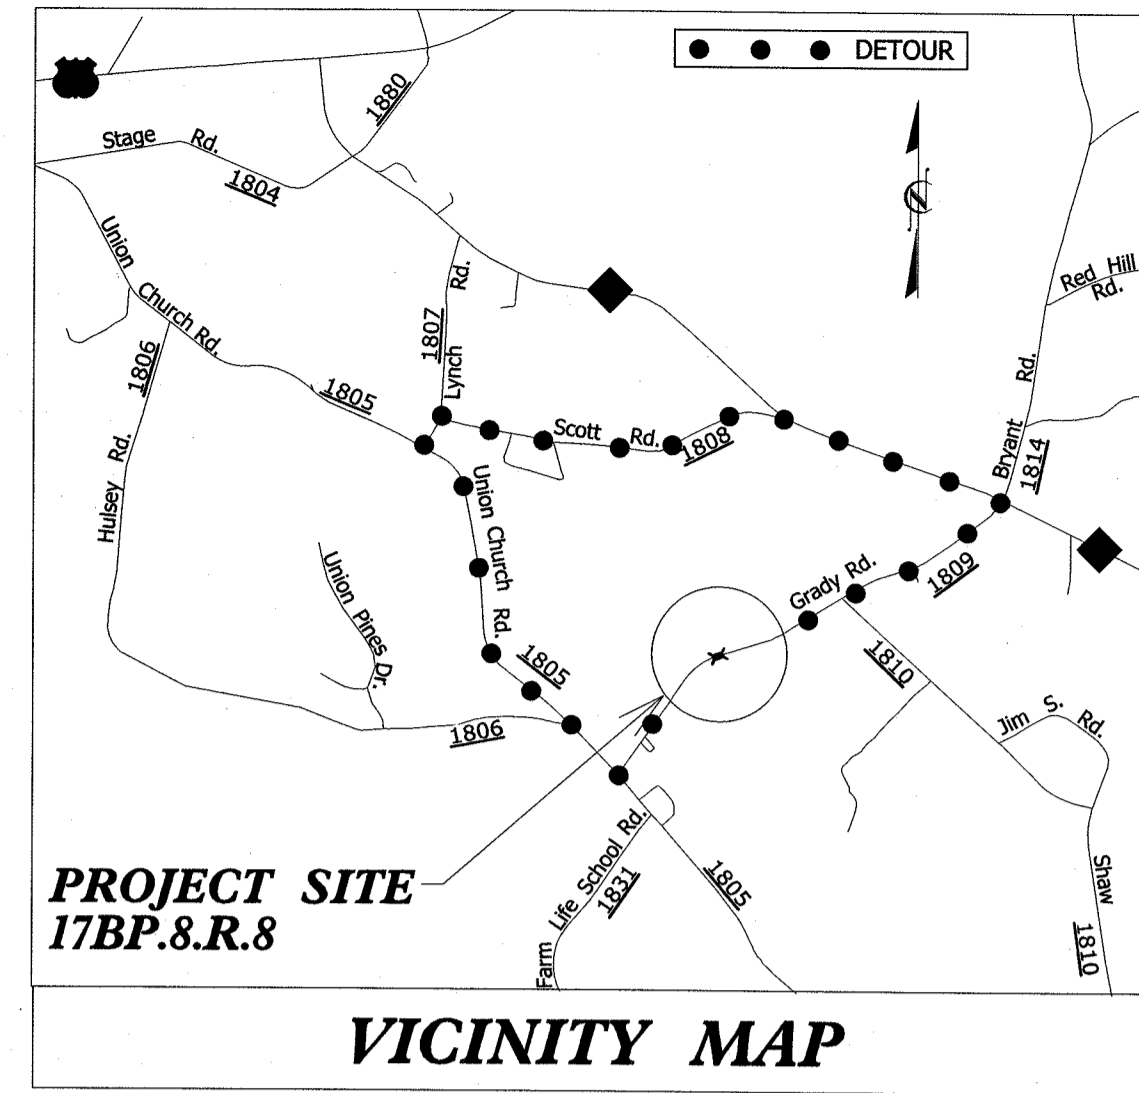 DETOUR
1880
Stage Rd.
1804
Union
Church Rd.
1806
1805
Rd.
1807
Lynch
Red Hill
Rd.
Rd.
Bryant
1814
Scott Rd.
1808
Hulsey Rd.
Union Church Rd.
Union Pines Dr.
Grady Rd.
1809
1805
1810
1806
Jim S. Rd.
PROJECT SITE
17BP.8.R.8
Farm Life School Rd.
1831
1805
Shaw
1810
N
VICINITY MAP